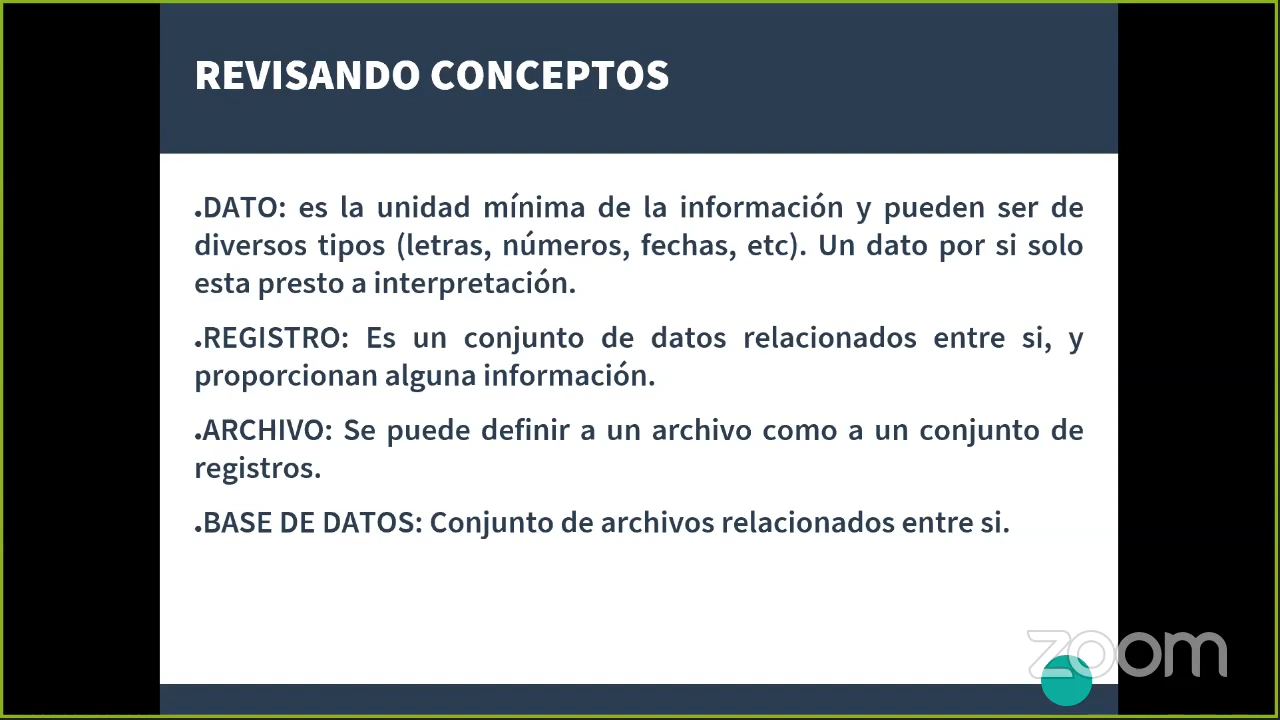 REVISANDO CONCEPTOS
.DATO: es la unidad mínima de la información y pueden ser de
diversos tipos (letras, números, fechas, etc). Un dato por si solo
esta presto a interpretación.
.REGISTRO: Es un conjunto de datos relacionados entre si, y
proporcionan alguna información.
.ARCHIVO: Se puede definir a un archivo como a un conjunto de
registros.
.BASE DE DATOS: Conjunto de archivos relacionados entre si.
zoom